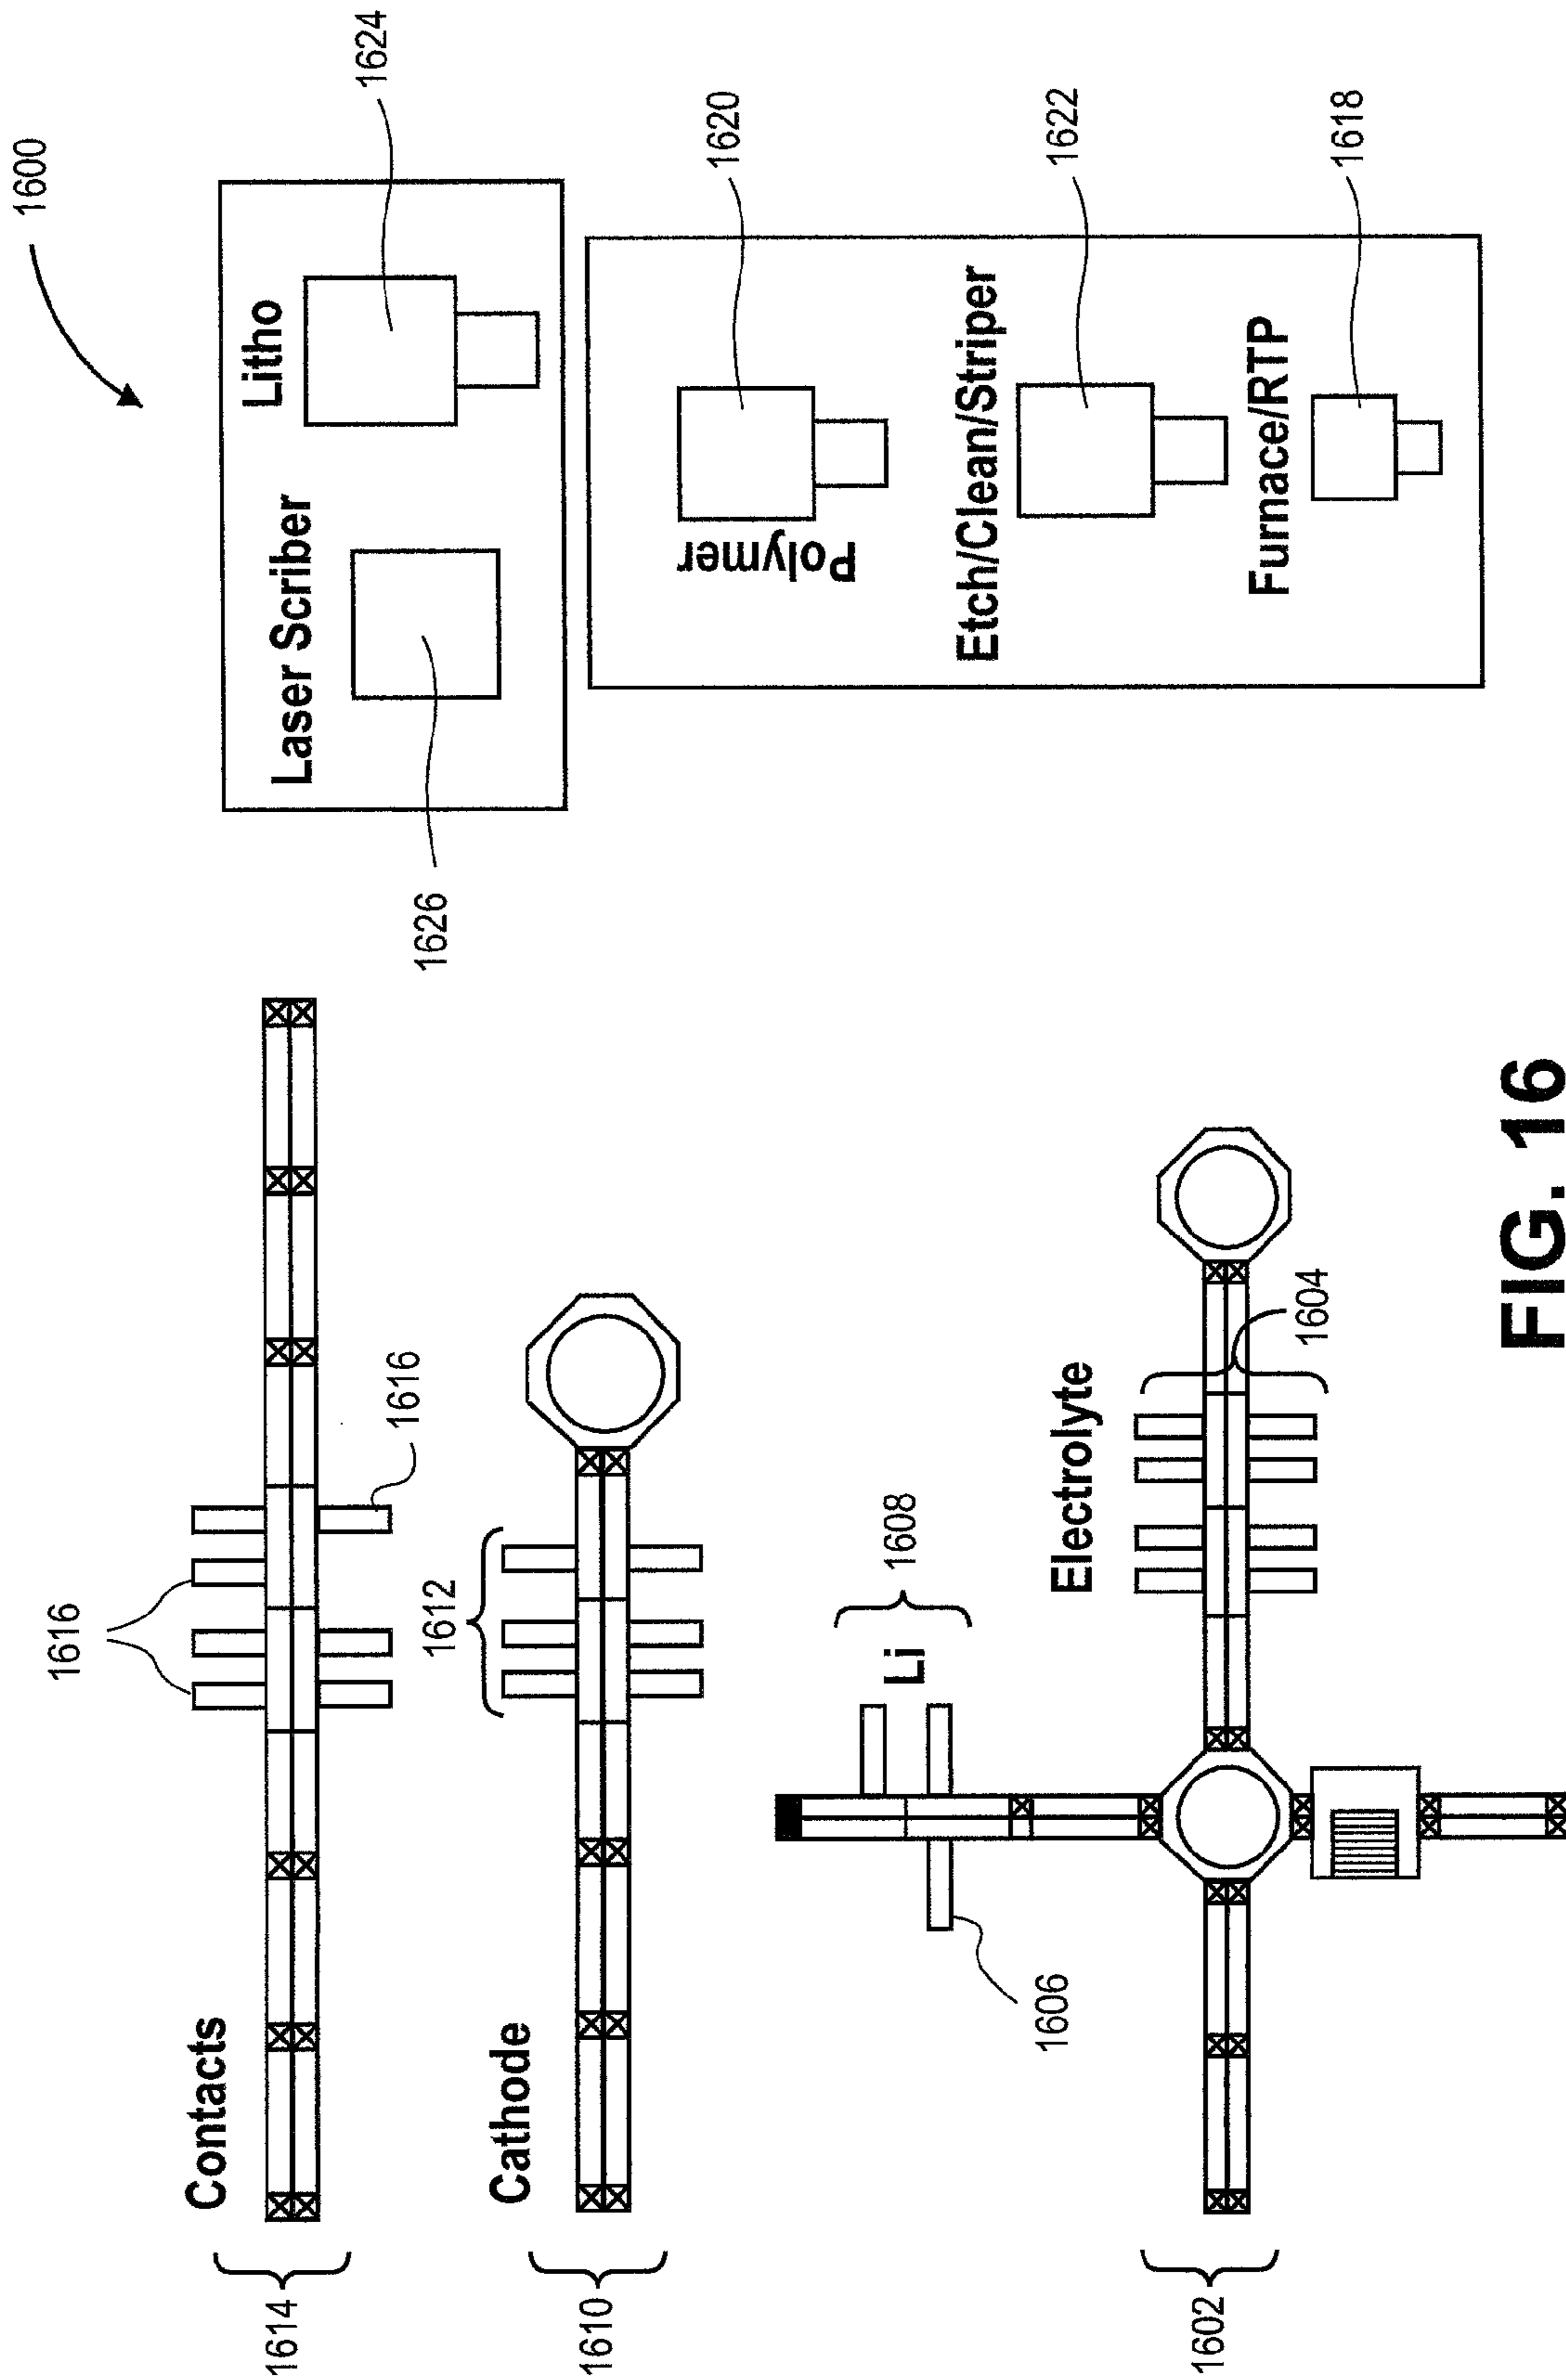 1600
Contacts
1614
1616
1616
Cathode
1610
1612
Li
1608
1606
Electrolyte
1604
1602
Laser Scriber
1626
Litho
1624
Polymer
1620
Etch/Clean/Striper
1622
Furnace/RTP
1618
FIG. 16